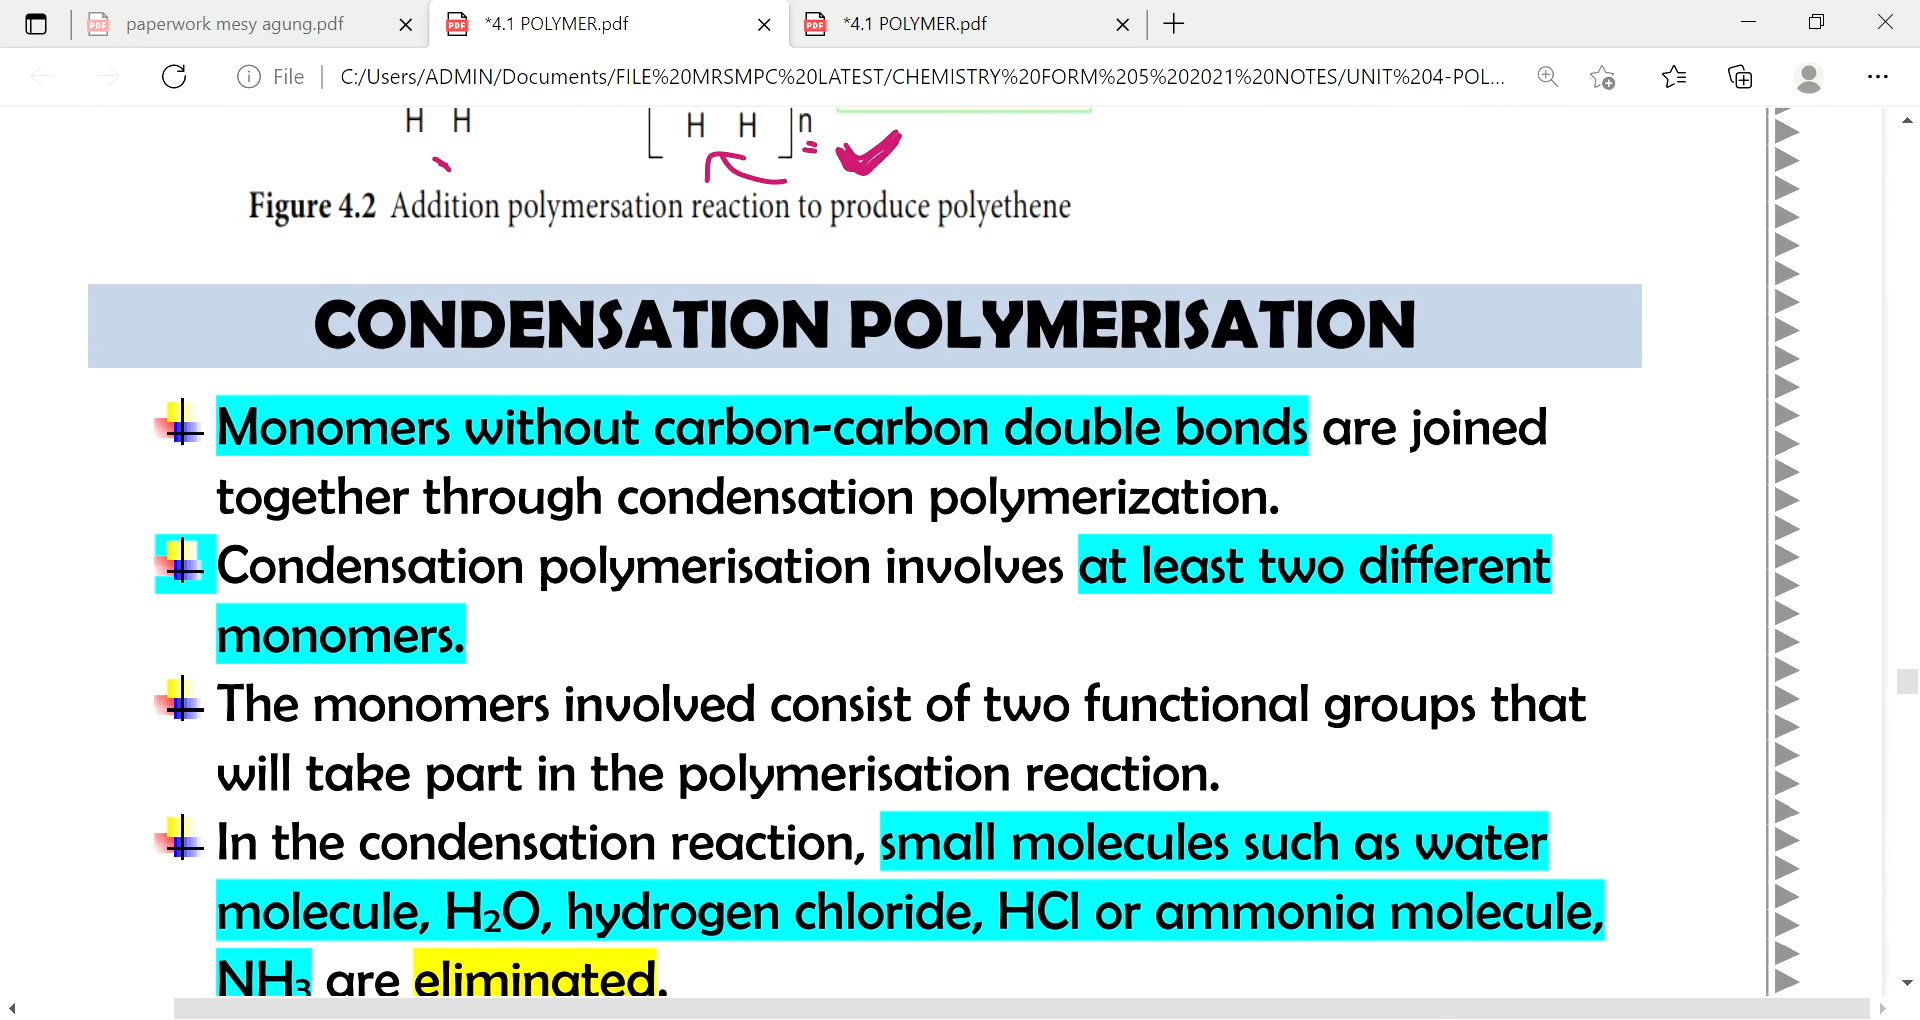 paperwork mesy agung.pdf
*4.1 POLYMER.pdf
*4.1 POLYMER.pdf
File
C:/Users/ADMIN/Documents/FILE%20MRSMPC%20LATEST/CHEMISTRY%20FORM%205%202021%20NOTES/UNIT%204-POL...
H H
H H n
Figure 4.2 Addition polymersation reaction to produce polyethene
CONDENSATION POLYMERISATION
Monomers without carbon-carbon double bonds are joined
together through condensation polymerization.
Condensation polymerisation involves at least two different
monomers.
The monomers involved consist of two functional groups that
will take part in the polymerisation reaction.
In the condensation reaction, small molecules such as water
molecule, H₂O, hydrogen chloride, HCl or ammonia molecule,
NH₃ are eliminated.